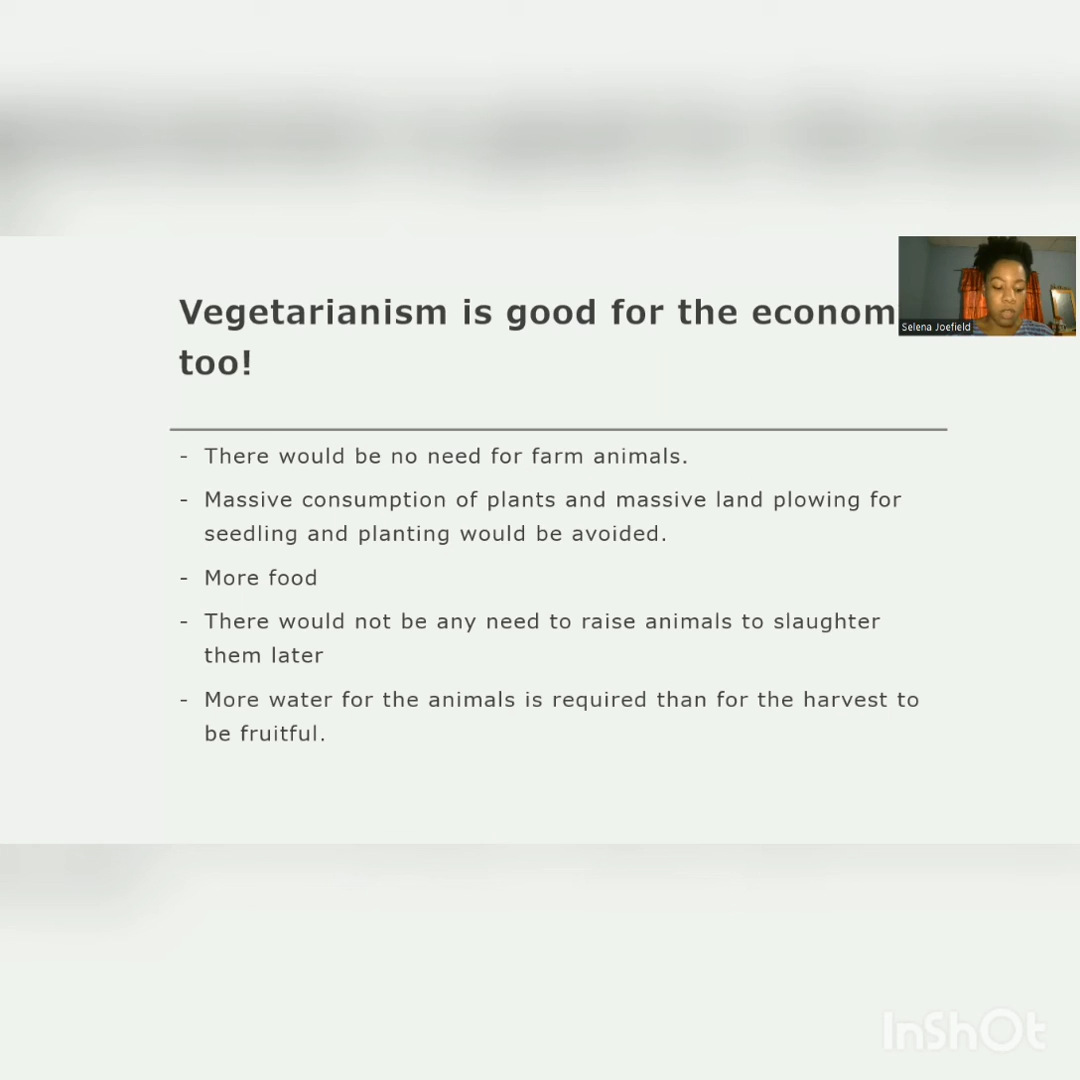 Vegetarianism is good for the econom
too!
Selena Joefield
- There would be no need for farm animals.
- Massive consumption of plants and massive land plowing for
seedling and planting would be avoided.
- More food
- There would not be any need to raise animals to slaughter
them later
- More water for the animals is required than for the harvest to
be fruitful.
InShOt